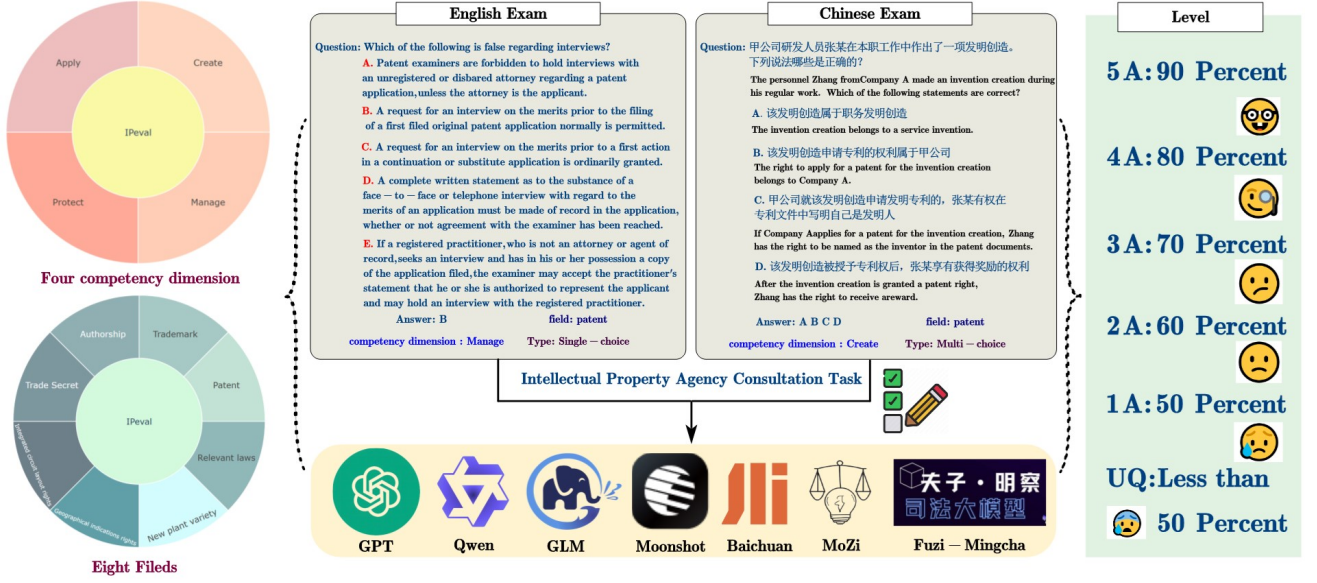 Apply
Create
IPeval
Protect
Manage
Four competency dimension
Authorship
Trademark
Trade Secret
Patent
IPeval
Integrated circuit layout rights
Relevant laws
Geographical indications rights
New plant variety
Eight Fileds
English Exam
Question: Which of the following is false regarding interviews?
A. Patent examiners are forbidden to hold interviews with
an unregistered or disbared attorney regarding a patent
application,unless the attorney is the applicant.
B. A request for an interview on the merits prior to the filing
of a first filed original patent application normally is permitted.
C. A request for an interview on the merits prior to a first action
in a continuation or substitute application is ordinarily granted.
D. A complete written statement as to the substance of a
face − to − face or telephone interview with regard to the
merits of an application must be made of record in the application,
whether or not agreement with the examiner has been reached.
E. If a registered practitioner,who is not an attorney or agent of
record,seeks an interview and has in his or her possession a copy
of the application filed,the examiner may accept the practitioner's
statement that he or she is authorized to represent the applicant
and may hold an interview with the registered practitioner.
Answer: B
field: patent
competency dimension : Manage
Type: Single − choice
Chinese Exam
Question: 甲公司研发人员张某在本职工作中作出了一项发明创造。
下列说法哪些是正确的？
The personmel Zhang fromCompany A made an invention creation during
his regular work. Which of the following statements are correct?
A. 该发明创造属于职务发明创造
The invention creation belongs to a service invention.
B. 该发明创造申请专利的权利属于甲公司
The right to apply for a patent for the invention creation
belongs to Company A.
C. 甲公司就该发明创造申请发明专利的，张某有权在
专利文件中写明自己是发明人
If Company Aapplies for a patent for the invention creation, Zhang
has the right to be named as the inventor in the patent documents.
D. 该发明创造被授予专利权后，张某享有获得奖励的权利
After the invention creation is granted a patent right,
Zhang has the right to receive areward.
Answer: A B C D
field: patent
competency dimension : Create
Type: Multi − choice
Intellectual Property Agency Consultation Task
夫子·明察
司法大模型
GPT
Qwen
GLM
Moonshot
Baichuan
MoZi
Fuzi − Mingcha
Level
5 A: 90 Percent
4 A: 80 Percent
3 A: 70 Percent
2 A: 60 Percent
1 A: 50 Percent
UQ:Less than
50 Percent